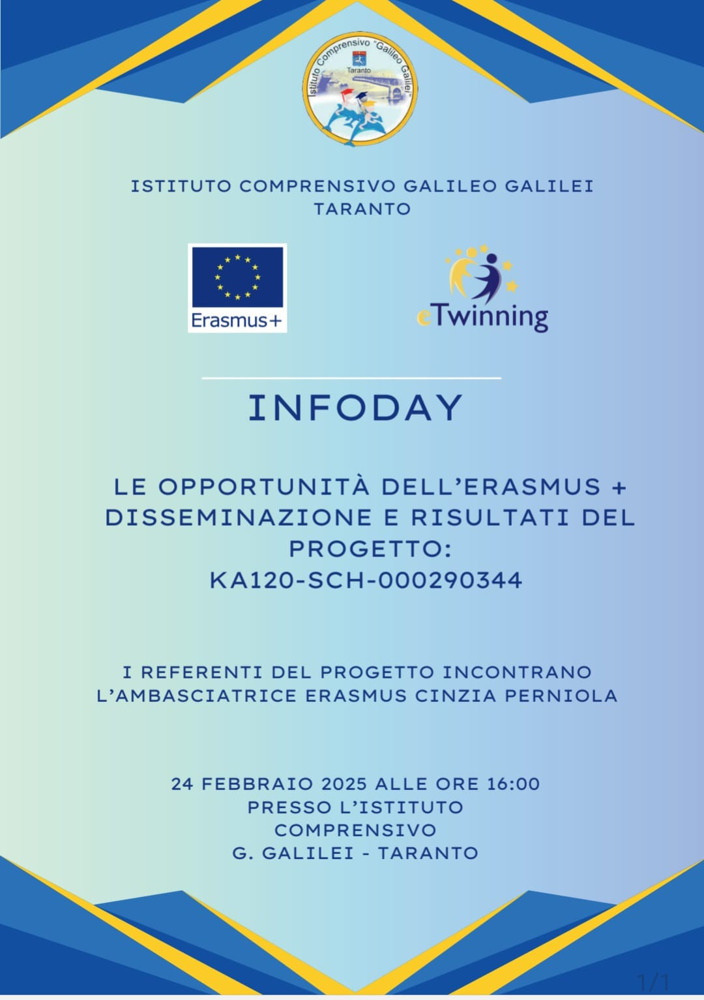 Istituto Comprensivo "Galileo Galilei"
Taranto
ISTITUTO COMPRENSIVO GALILEO GALILEI
TARANTO
Erasmus+
eTwinning
INFODAY
LE OPPORTUNITÀ DELL’ERASMUS +
DISSEMINAZIONE E RISULTATI DEL
PROGETTO:
KA120-SCH-000290344
I REFERENTI DEL PROGETTO INCONTRANO
L’AMBASCIATRICE ERASMUS CINZIA PERNIOLA
24 FEBBRAIO 2025 ALLE ORE 16:00
PRESSO L’ISTITUTO
COMPRENSIVO
G. GALILEI - TARANTO
1/1